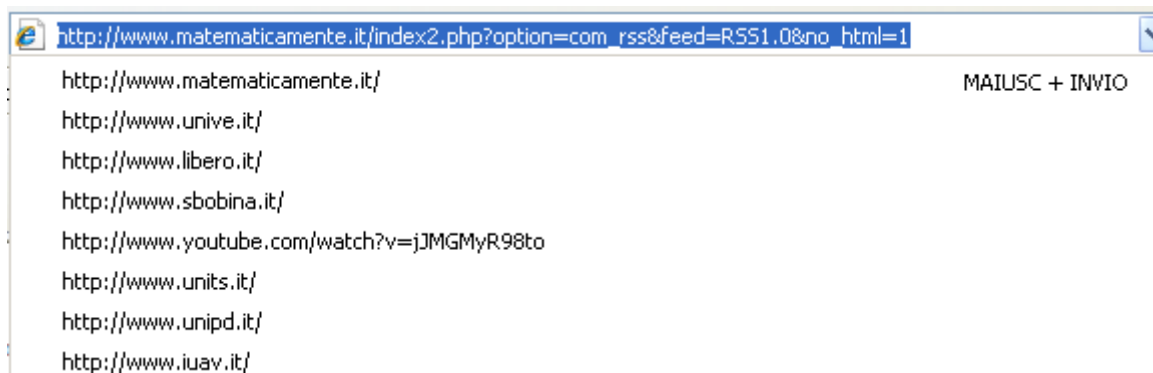 http://www.matematicamente.it/index2.php?option=com_rss&feed=RSS1.0&no_html=1
http://www.matematicamente.it/ MAIUSC + INVIO
http://www.unive.it/
http://www.libero.it/
http://www.sbobina.it/
http://www.youtube.com/watch?v=jJMGMyR98to
http://www.units.it/
http://www.unipd.it/
http://www.iuav.it/